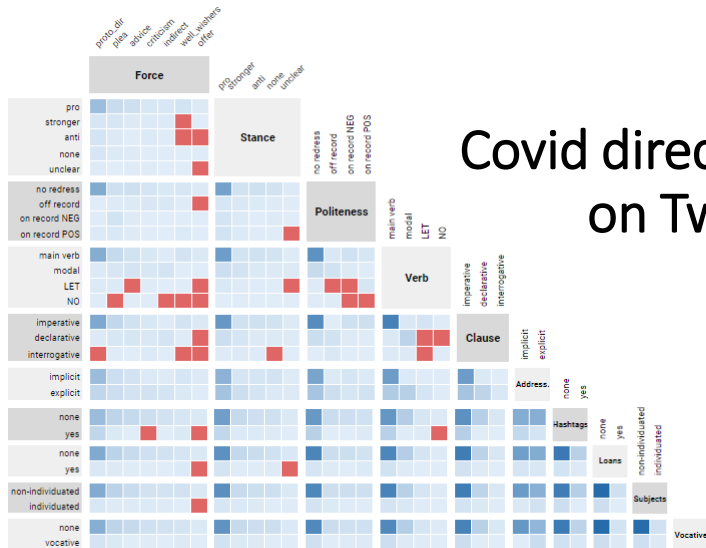 proto_dir
plea
advice
criticism
indirect
well_wishers
offer
Force
pro
stronger
anti
none
unclear
pro
stronger
anti
none
unclear
Stance
no redress
off record
on record NEG
on record POS
Covid direc
on Tw
no redress
off record
on record NEG
on record POS
Politeness
main verb
modal
LET
NO
main verb
modal
LET
NO
Verb
imperative
declarative
interrogative
imperative
declarative
interrogative
Clause
implicit
explicit
implicit
explicit
Address.
none
yes
none
yes
Hashtags
none
yes
none
yes
Loans
non-individuated
individuated
non-individuated
individuated
Subjects
none
vocative
Vocative